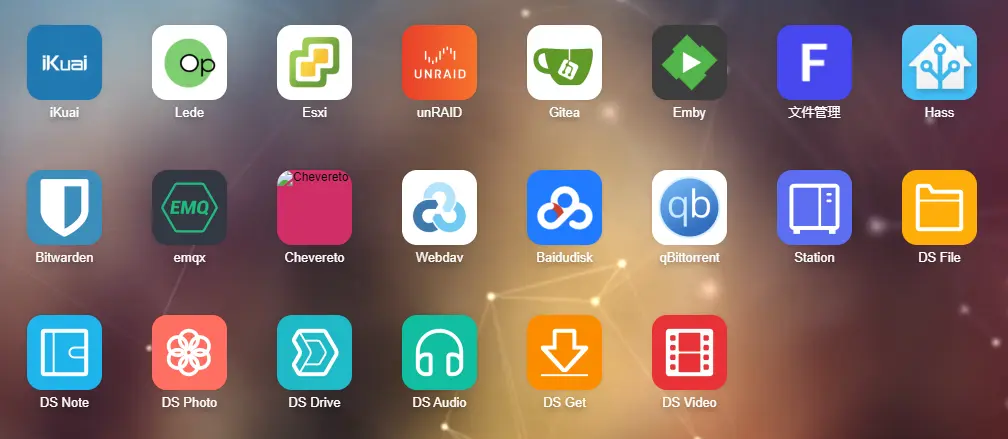 iKuai
Op
UNRAID
F
iKuai
Lede
Esxi
unRAID
Gitea
Emby
文件管理
Hass
EMQ
Chevereto
qb
Bitwarden
emqx
Chevereto
Webdav
Baidudisk
qBittorrent
Station
DS File
DS Note
DS Photo
DS Drive
DS Audio
DS Get
DS Video